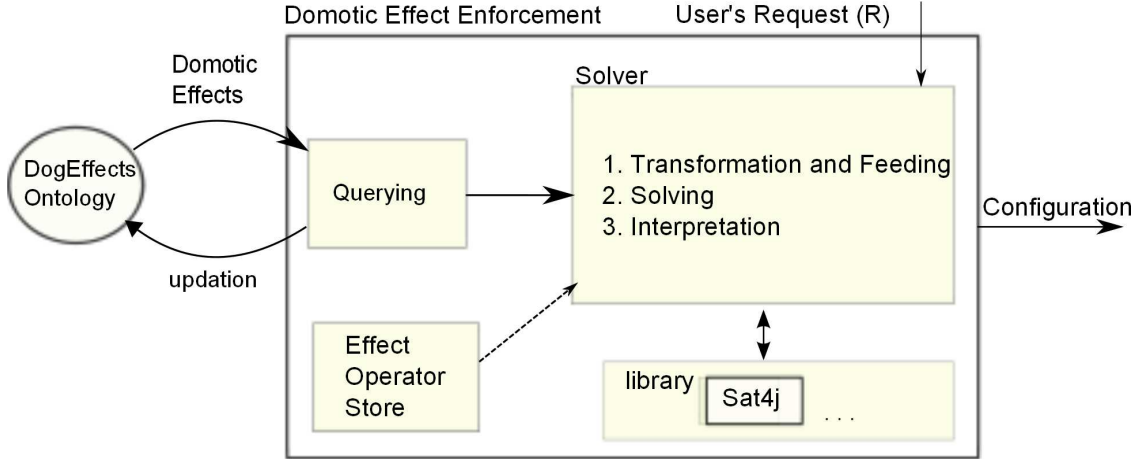 Domotic Effect Enforcement
User's Request (R)
Domotic
Effects
Solver
DogEffects
Ontology
Querying
1. Transformation and Feeding
2. Solving
3. Interpretation
Configuration
updation
Effect
Operator
Store
library
Sat4j
. . .